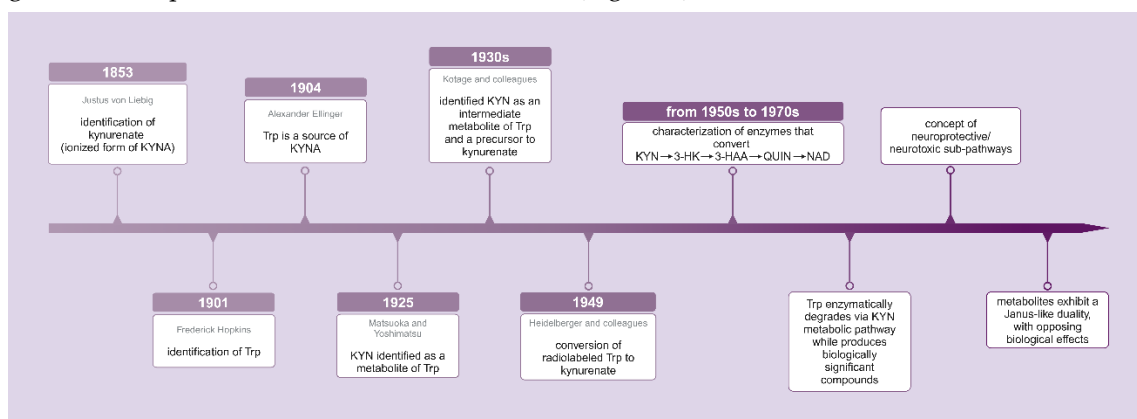 1853
Justus von Liebig
identification of
kynurenate
(ionized form of KYNA)
1901
Frederick Hopkins
identification of Trp
1904
Alexander Ellinger
Trp is a source of
KYNA
1925
Matsuoka and
Yoshimatsu
KYN identified as a
metabolite of Trp
1930s
Kotage and colleagues
identified KYN as an
intermediate
metabolite of Trp
and a precursor to
kynurenate
1949
Heidelberger and colleagues,
conversion of
radiolabeled Trp to
kynurenate
from 1950s to 1970s
characterization of enzymes that
convert
KYN→3-HK→3-HAA→QUIN→NAD
Trp enzymatically
degrades via KYN
metabolic pathway
while produces
biologically
significant
compounds
concept of
neuroprotective/
neurotoxic sub-pathways
metabolites exhibit a
Janus-like duality,
with opposing
biological effects